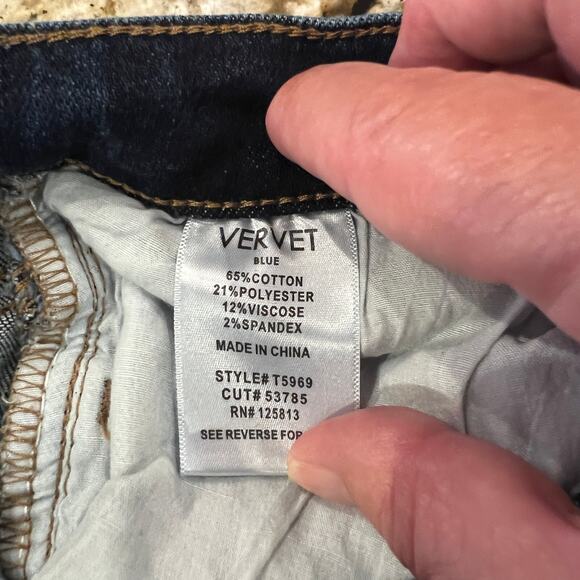 VERVET
BLUE
65%COTTON
21%POLYESTER
12%VISCOSE
2%SPANDEX
MADE IN CHINA
STYLE# T5969
CUT# 53785
RN# 125813
SEE REVERSE FOR